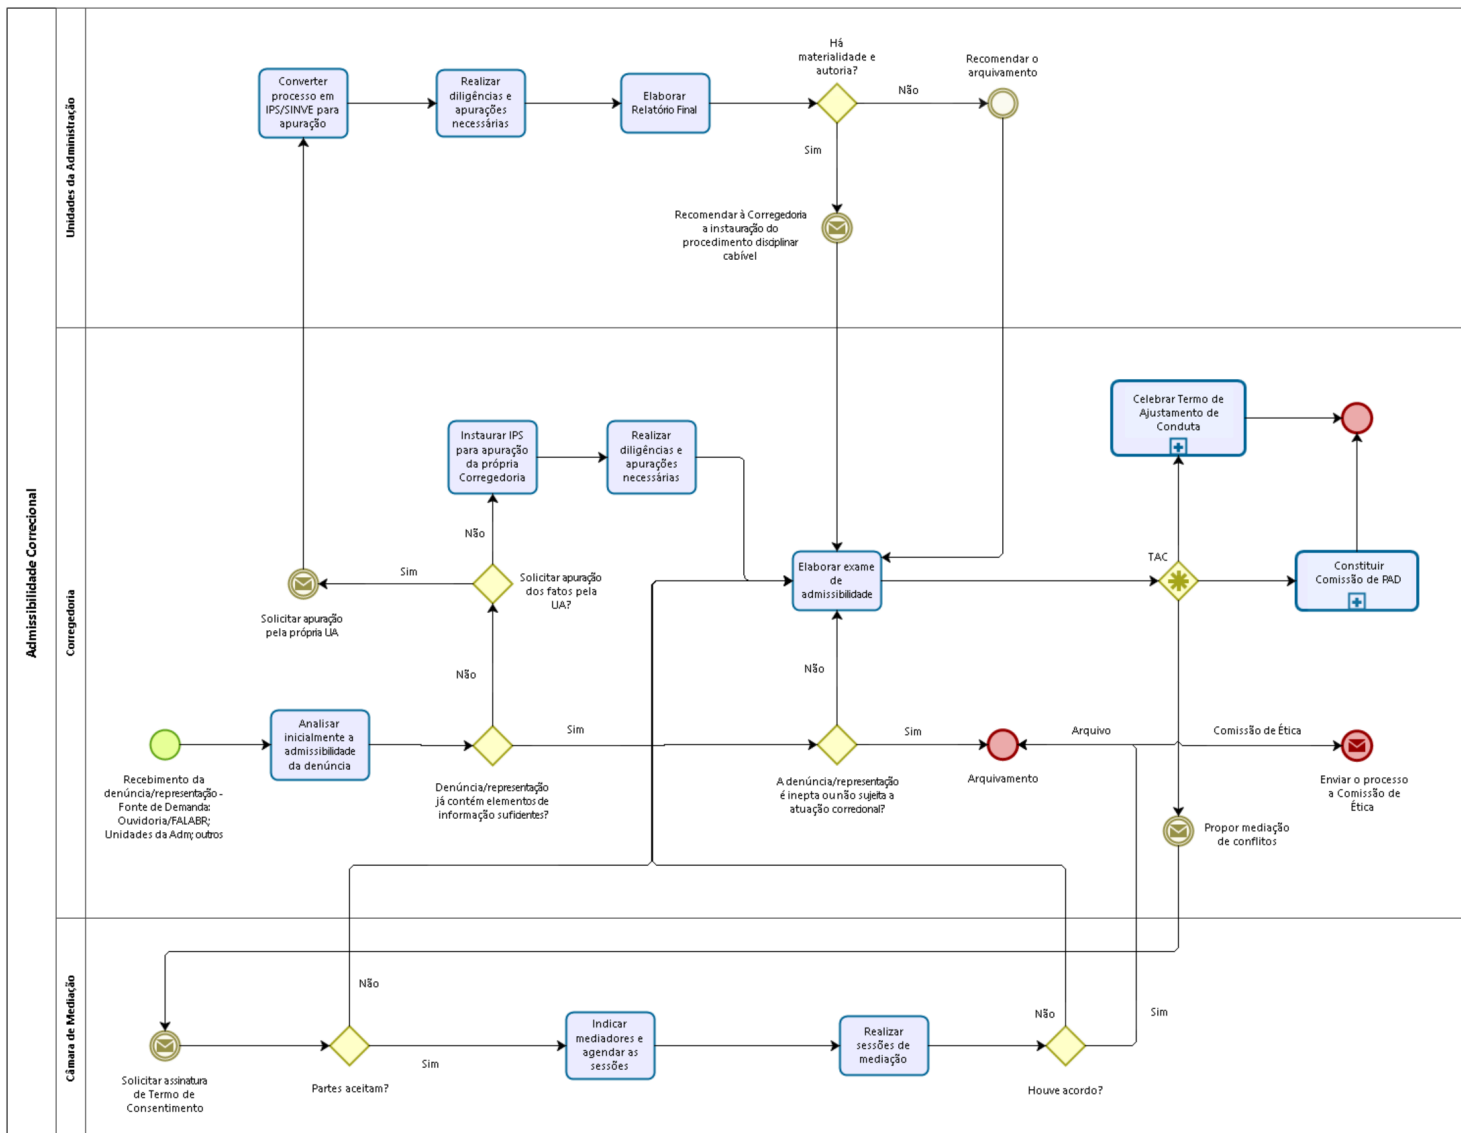 Admissibilidade Correcional
Unidades da Administração
Converter
processo em
IPS/SINVE para
apuração
Realizar
diligências e
apurações
necessárias
Elaborar
Relatório Final
Há
materialidade e
autoria?
Não
Recomendar o
arquivamento
Sim
Recomendar à Corregedoria
a instauração do
procedimento disciplinar
cabível
Corregedoria
Celebrar Termo de
Ajustamento de
Conduta
Instaurar IPS
para apuração
da própria
Corregedoria
Realizar
diligências e
apurações
necessárias
Não
Sim
Solicitar apuração
dos fatos pela
UA?
Solicitar apuração
pela própria UA
Elaborar exame
de
admissibilidade
TAC
Constituir
Comissão de PAD
Não
Não
Analisar
inicialmente a
admissibilidade
da denúncia
Sim
Sim
Arquivo
Comissão de Ética
Recebimento da
denúncia/representação -
Fonte de Demanda:
Ouvidoria/FALABR;
Unidades da Adm; outros
Denúncia/representação
já contém elementos de
informação suficientes?
A denúncia/representação
é inepta ou não sujeita a
atuação correcional?
Arquivamento
Enviar o processo
a Comissão de
Ética
Propor mediação
de conflitos
Câmara de Mediação
Não
Solicitar assinatura
de Termo de
Consentimento
Partes aceitam?
Sim
Indicar
mediadores e
agendar as
sessões
Realizar
sessões de
mediação
Não
Sim
Houve acordo?